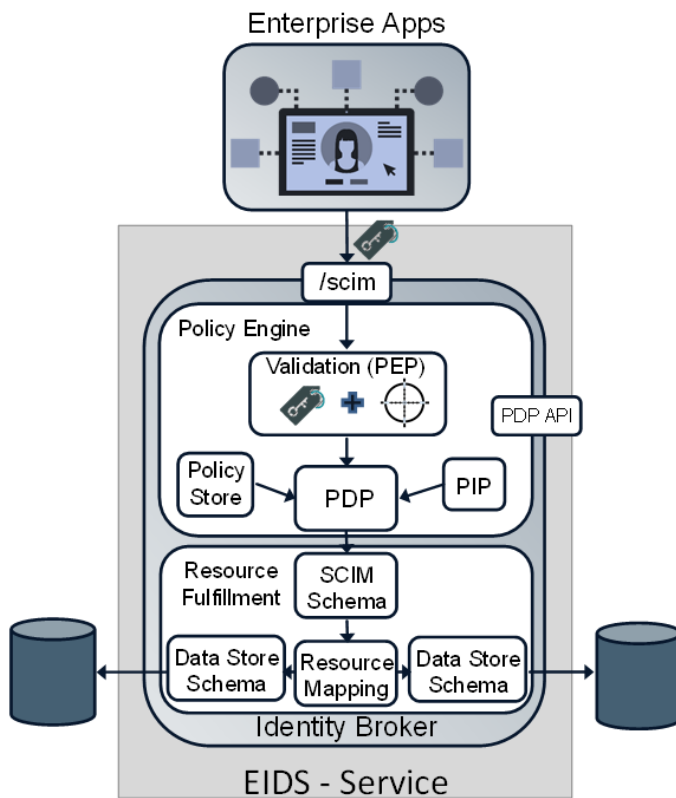 Enterprise Apps
/scim
Policy Engine
Validation (PEP)
PDP API
Policy
Store
PDP
PIP
Resource
Fulfillment
SCIM
Schema
Data Store
Schema
Resource
Mapping
Data Store
Schema
Identity Broker
EIDS - Service